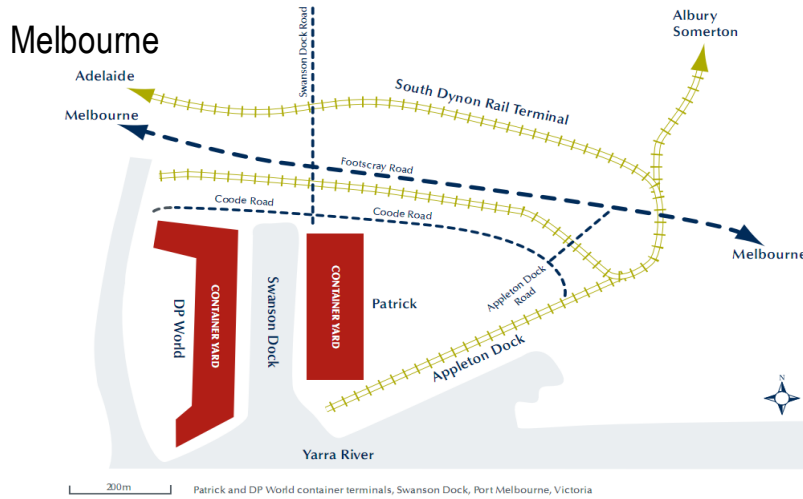 Melbourne
Swanson Dock Road
Albury
Somerton
Adelaide
South Dynon Rail Terminal
Melbourne
Footscray Road
Coode Road
Coode Road
Melbourne
Appleton Dock
Road
DP World
CONTAINER YARD
Swanson Dock
CONTAINER YARD
Patrick
Appleton Dock
N
Yarra River
200m
Patrick and DP World container terminals, Swanson Dock, Port Melbourne, Victoria